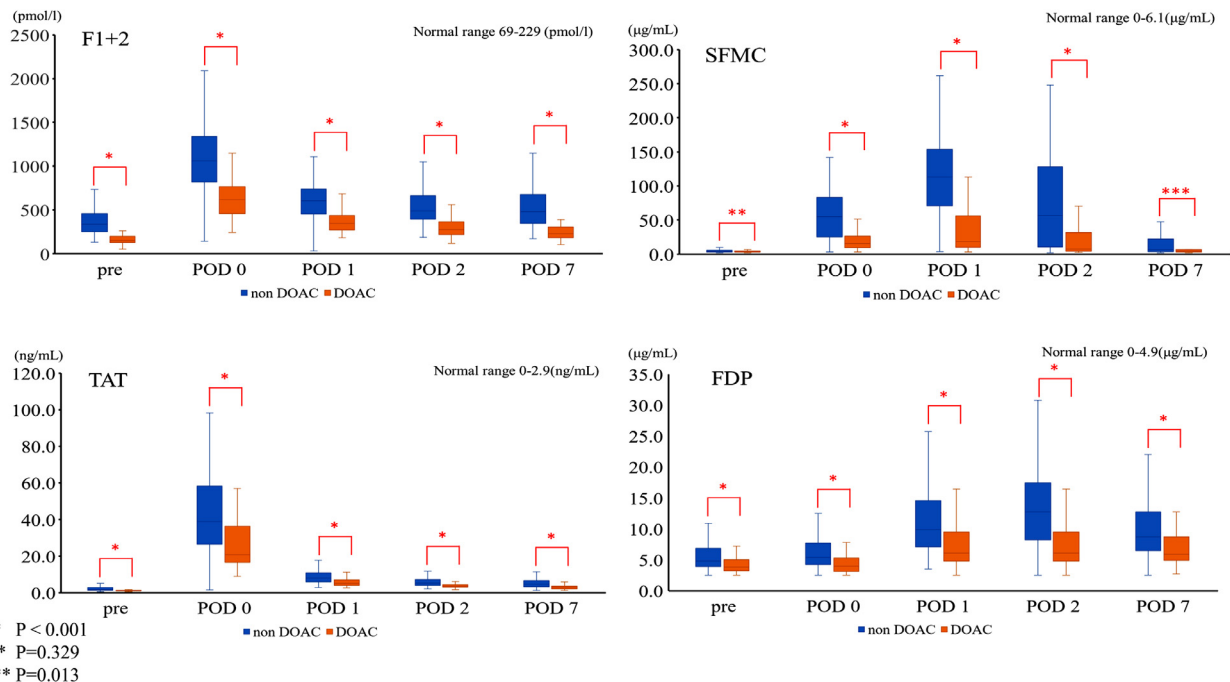 (pmol/l)
F1+2
Normal range 69-229 (pmol/l)
2500
2000
1500
1000
500
0
*
*
*
*
*
pre
POD 0
POD 1
POD 2
POD 7
non DOAC
DOAC
(μg/mL)
SFMC
Normal range 0-6.1(μg/mL)
300.0
250.0
200.0
150.0
100.0
50.0
0.0
**
*
*
*
***
pre
POD 0
POD 1
POD 2
POD 7
non DOAC
DOAC
(ng/mL)
TAT
Normal range 0-2.9(ng/mL)
120.0
100.0
80.0
60.0
40.0
20.0
0.0
*
*
*
*
*
pre
POD 0
POD 1
POD 2
POD 7
non DOAC
DOAC
(μg/mL)
FDP
Normal range 0-4.9(μg/mL)
35.0
30.0
25.0
20.0
15.0
10.0
5.0
0.0
*
*
*
*
*
pre
POD 0
POD 1
POD 2
POD 7
non DOAC
DOAC
* P < 0.001
* P=0.329
** P=0.013